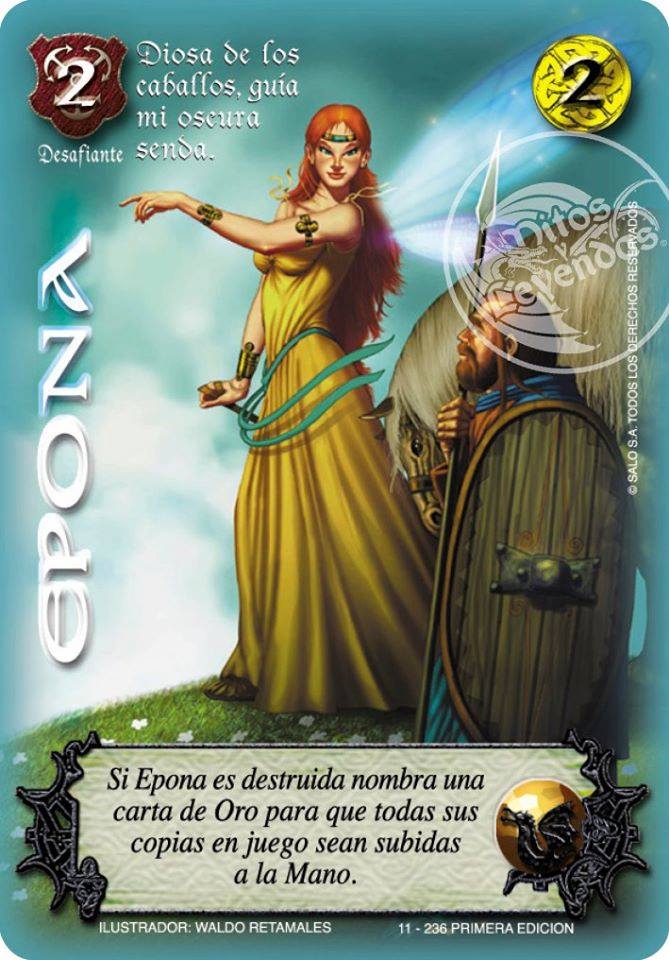 2
Desafiante
Diosa de los
caballos, guía
mi oscura
senda.
2
Mitos
Leyendas
EPONA
© SALO S.A. TODOS LOS DERECHOS RESERVADOS
Si Epona es destruida nombra una
carta de Oro para que todas sus
copias en juego sean subidas
a la Mano.
ILUSTRADOR: WALDO RETAMALES
11 - 236 PRIMERA EDICION